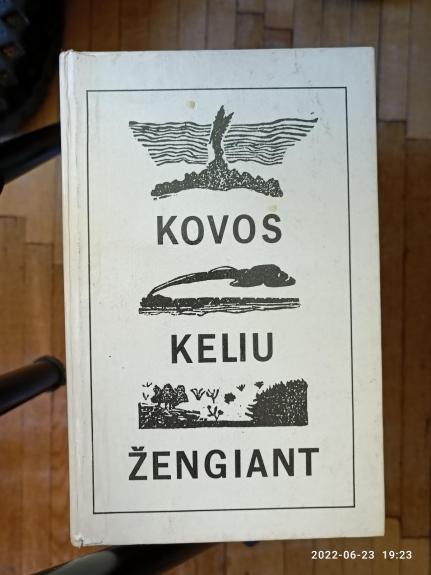 KOVOS
KELIU
ŽENGIANT
2022-06-23 19:23